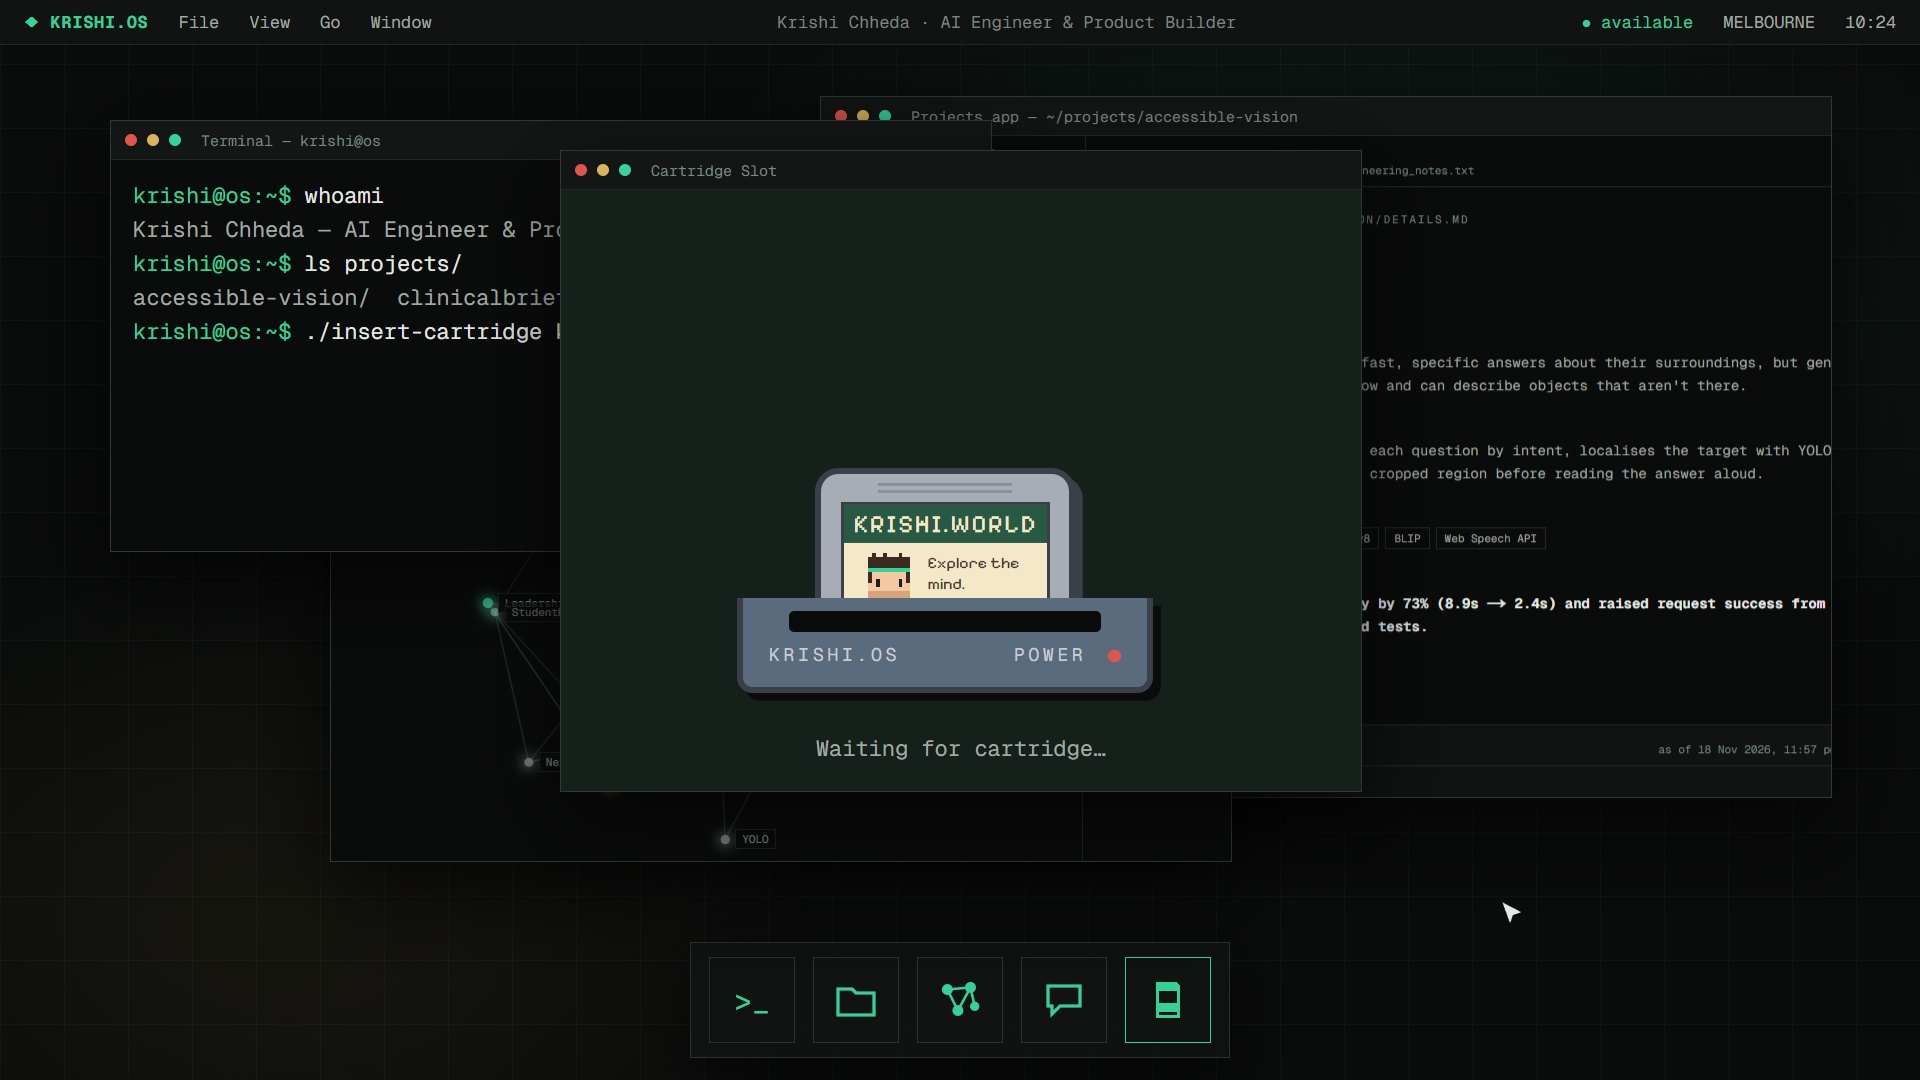 KRISHI.OS File View Go Window
Krishi Chheda · AI Engineer & Product Builder
available MELBOURNE 10:24
Projects app — ~/projects/accessible-vision
Terminal — krishi@os
krishi@os:~$ whoami
Krishi Chheda — AI Engineer &
krishi@os:~$ ls projects/
accessible-vision/
krishi@os:~$ ./insert-cartridge
Cartridge Slot
KRISHI.WORLD
Explore the
mind.
KRISHI.OS POWER
Waiting for cartridge…
neering_notes.txt
N/DETAILS.MD
fast, specific answers about their surroundings, but gen
ow and can describe objects that aren't there.
each question by intent, localises the target with YOLO
cropped region before reading the answer aloud.
BLIP Web Speech API
y by 73% (8.9s → 2.4s) and raised request success from
d tests.
as of 18 Nov 2026, 11:57
YOLO
>_